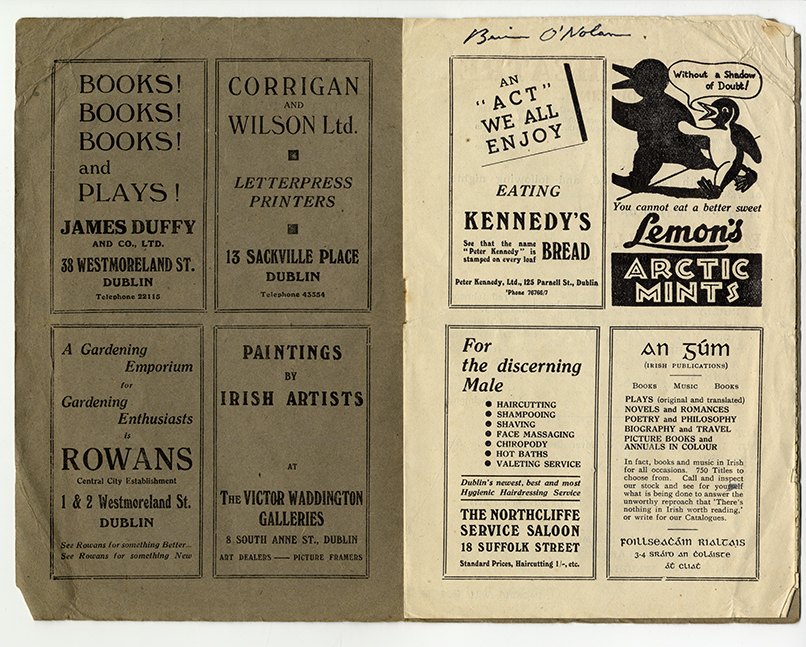 BOOKS!
BOOKS!
BOOKS!
and
PLAYS!
JAMES DUFFY
AND CO., LTD.
38 WESTMORELAND ST.
DUBLIN
Telephone 22115
CORRIGAN
AND
WILSON Ltd.
LETTERPRESS
PRINTERS
13 SACKVILLE PLACE
DUBLIN
Telephone 43354
A Gardening
Emporium
for
Gardening
Enthusiasts
is
ROWANS
Central City Establishment
1 & 2 Westmoreland St.
DUBLIN
See Rowans for something Better...
See Rowans for something New
PAINTINGS
BY
IRISH ARTISTS
AT
THE VICTOR WADDINGTON
GALLERIES
8 SOUTH ANNE ST., DUBLIN
ART DEALERS — PICTURE FRAMERS
Brian O'Nolan.
AN
"ACT"
WE ALL
ENJOY
EATING
KENNEDY'S
See that the name
"Peter Kennedy" is
stamped on every loaf
BREAD
Peter Kennedy, Ltd., 125 Parnell St., Dublin
'Phone 76766/7
Without a Shadow
of Doubt!
You cannot eat a better sweet
Lemon's
ARCTIC
MINTS
For
the discerning
Male
● HAIRCUTTING
● SHAMPOOING
● SHAVING
● FACE MASSAGING
● CHIROPODY
● HOT BATHS
● VALETING SERVICE
Dublin's newest, best and most
Hygienic Hairdressing Service
THE NORTHCLIFFE
SERVICE SALOON
18 SUFFOLK STREET
Standard Prices, Haircutting 1/-, etc.
An Gúm
(IRISH PUBLICATIONS)
BOOKS MUSIC BOOKS
PLAYS (original and translated)
NOVELS and ROMANCES
POETRY and PHILOSOPHY
BIOGRAPHY and TRAVEL
PICTURE BOOKS and
ANNUALS IN COLOUR
In fact, books and music in Irish
for all occasions. 750 Titles to
choose from. Call and inspect
our stock and see for yourself
what is being done to answer the
unworthy reproach that 'There's
nothing in Irish worth reading,'
or write for our Catalogues.
Foillseacháin Rialtais
3-4 Sráid an Choláiste
Áth Cliath